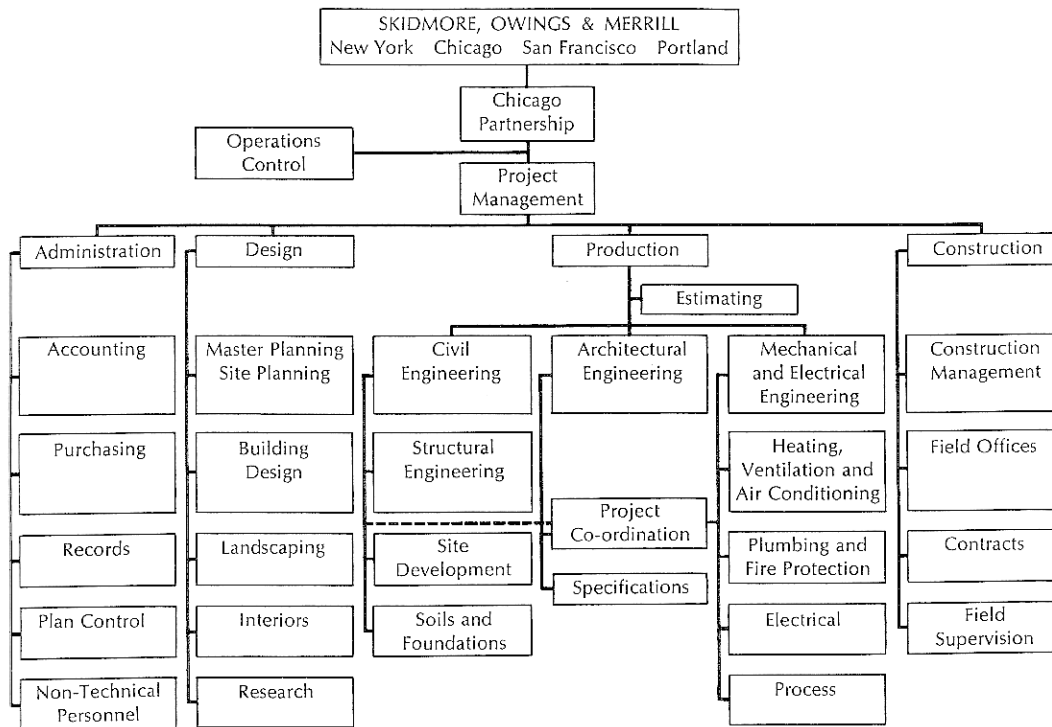 SKIDMORE, OWINGS & MERRILL
New York Chicago San Francisco Portland
Chicago
Partnership
Operations
Control
Project
Management
Administration
Design
Production
Construction
Estimating
Accounting
Master Planning
Site Planning
Civil
Engineering
Architectural
Engineering
Mechanical
and Electrical
Engineering
Construction
Management
Purchasing
Building
Design
Structural
Engineering
Heating,
Ventilation and
Air Conditioning
Field Offices
Project
Co-ordination
Records
Landscaping
Site
Development
Plumbing and
Fire Protection
Contracts
Specifications
Plan Control
Interiors
Soils and
Foundations
Electrical
Field
Supervision
Non-Technical
Personnel
Research
Process